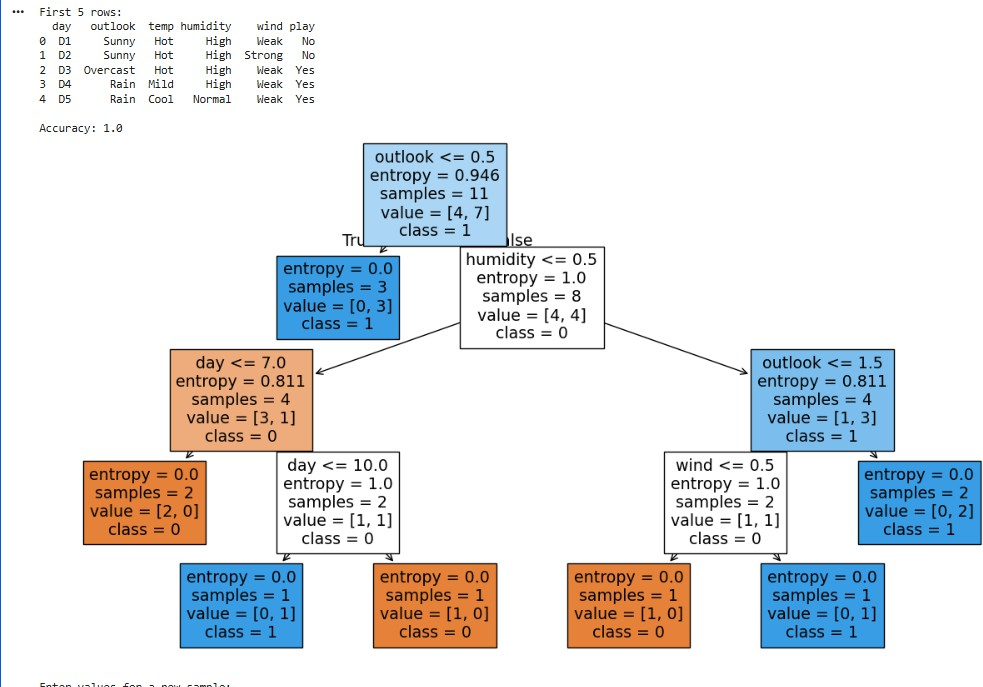 First 5 rows:
day outlook temp humidity wind play
0 D1 Sunny Hot High Weak No
1 D2 Sunny Hot High Strong No
2 D3 Overcast Hot High Weak Yes
3 D4 Rain Mild High Weak Yes
4 D5 Rain Cool Normal Weak Yes
Accuracy: 1.0
outlook <= 0.5
entropy = 0.946
samples = 11
value = [4, 7]
class = 1
entropy = 0.0
samples = 3
value = [0, 3]
class = 1
humidity <= 0.5
entropy = 1.0
samples = 8
value = [4, 4]
class = 0
day <= 7.0
entropy = 0.811
samples = 4
value = [3, 1]
class = 0
outlook <= 1.5
entropy = 0.811
samples = 4
value = [1, 3]
class = 1
entropy = 0.0
samples = 2
value = [2, 0]
class = 0
day <= 10.0
entropy = 1.0
samples = 2
value = [1, 1]
class = 0
wind <= 0.5
entropy = 1.0
samples = 2
value = [1, 1]
class = 0
entropy = 0.0
samples = 2
value = [0, 2]
class = 1
entropy = 0.0
samples = 1
value = [0, 1]
class = 1
entropy = 0.0
samples = 1
value = [1, 0]
class = 0
entropy = 0.0
samples = 1
value = [1, 0]
class = 0
entropy = 0.0
samples = 1
value = [0, 1]
class = 1
Enter values for a new sample: